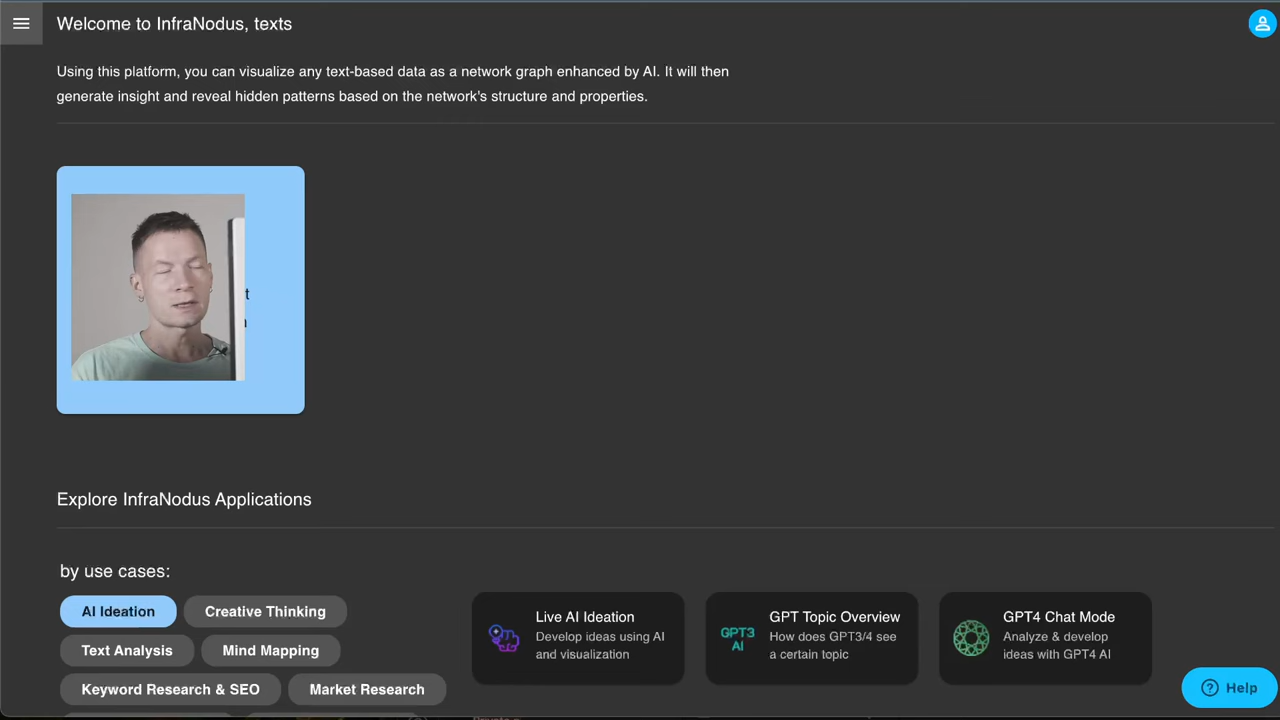 Welcome to InfraNodus, texts
Using this platform, you can visualize any text-based data as a network graph enhanced by AI. It will then
generate insight and reveal hidden patterns based on the network's structure and properties.
Explore InfraNodus Applications
by use cases:
AI Ideation
Creative Thinking
Text Analysis
Mind Mapping
Keyword Research & SEO
Market Research
Live AI Ideation
Develop ideas using AI
and visualization
GPT3
AI
GPT Topic Overview
How does GPT3/4 see
a certain topic
GPT4 Chat Mode
Analyze & develop
ideas with GPT4 AI
Help